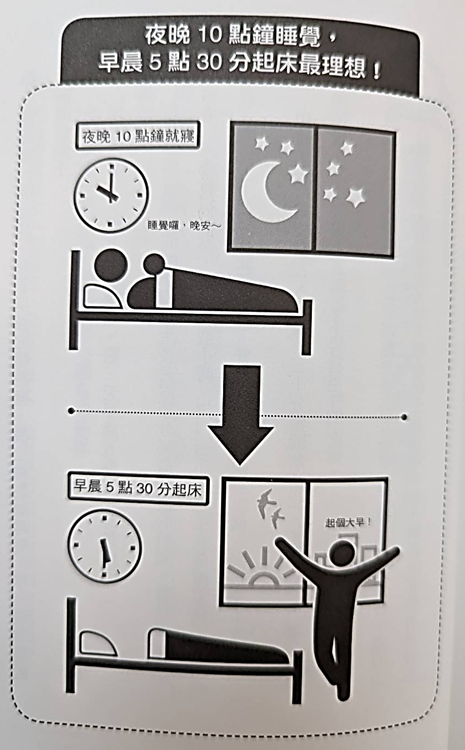 夜晚 10 點鐘睡覺，
早晨 5 點 30 分起床最理想！
夜晚 10 點鐘就寢
睡覺囉，晚安～
早晨 5 點 30 分起床
起個大早！